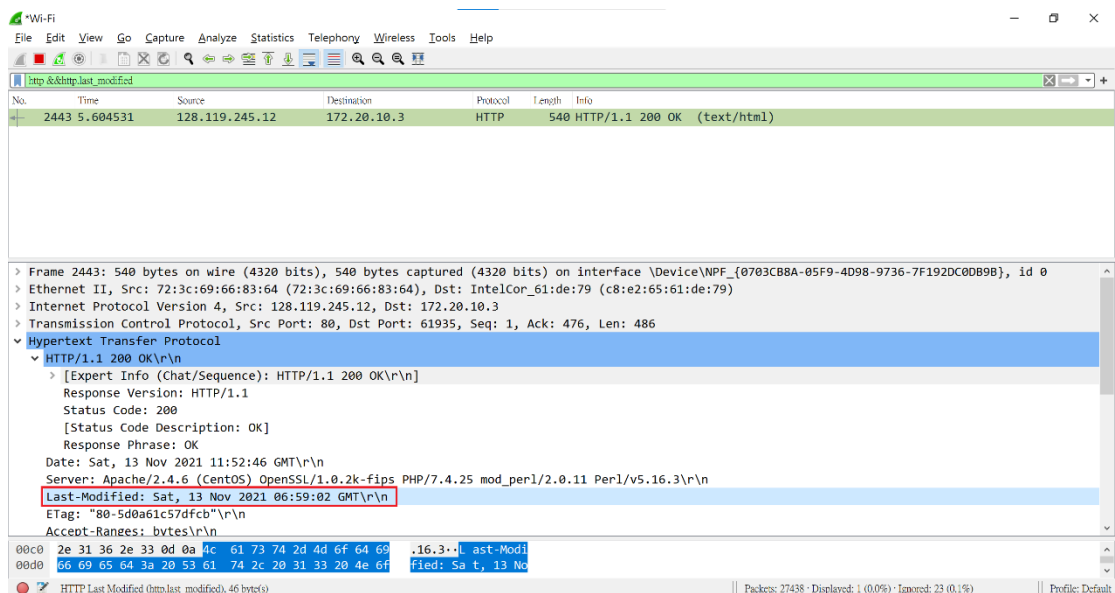 *Wi-Fi
File Edit View Go Capture Analyze Statistics Telephony Wireless Tools Help
http &&http.last_modified
No. Time Source Destination Protocol Length Info
2443 5.604531 128.119.245.12 172.20.10.3 HTTP 540 HTTP/1.1 200 OK (text/html)
> Frame 2443: 540 bytes on wire (4320 bits), 540 bytes captured (4320 bits) on interface \Device\NPF_{0703CB8A-05F9-4D98-9736-7F192DC0DB9B}, id 0
> Ethernet II, Src: 72:3c:69:66:83:64 (72:3c:69:66:83:64), Dst: IntelCor_61:de:79 (c8:e2:65:61:de:79)
> Internet Protocol Version 4, Src: 128.119.245.12, Dst: 172.20.10.3
> Transmission Control Protocol, Src Port: 80, Dst Port: 61935, Seq: 1, Ack: 476, Len: 486
Hypertext Transfer Protocol
HTTP/1.1 200 OK\r\n
> [Expert Info (Chat/Sequence): HTTP/1.1 200 OK\r\n]
Response Version: HTTP/1.1
Status Code: 200
[Status Code Description: OK]
Response Phrase: OK
Date: Sat, 13 Nov 2021 11:52:46 GMT\r\n
Server: Apache/2.4.6 (CentOS) OpenSSL/1.0.2k-fips PHP/7.4.25 mod_perl/2.0.11 Perl/v5.16.3\r\n
Last-Modified: Sat, 13 Nov 2021 06:59:02 GMT\r\n
ETag: "80-5d0a61c57dfcb"\r\n
Accept-Ranges: bytes\r\n
00c0 2e 31 36 2e 33 0d 0a 4c 61 73 74 2d 4d 6f 64 69 .16.3··L ast-Modi
00d0 66 69 65 64 3a 20 53 61 74 2c 20 31 33 20 4e 6f fied: Sa t, 13 No
HTTP Last Modified (http.last_modified), 46 byte(s) Packets: 27438 · Displayed: 1 (0.0%) · Ignored: 23 (0.1%) Profile: Default